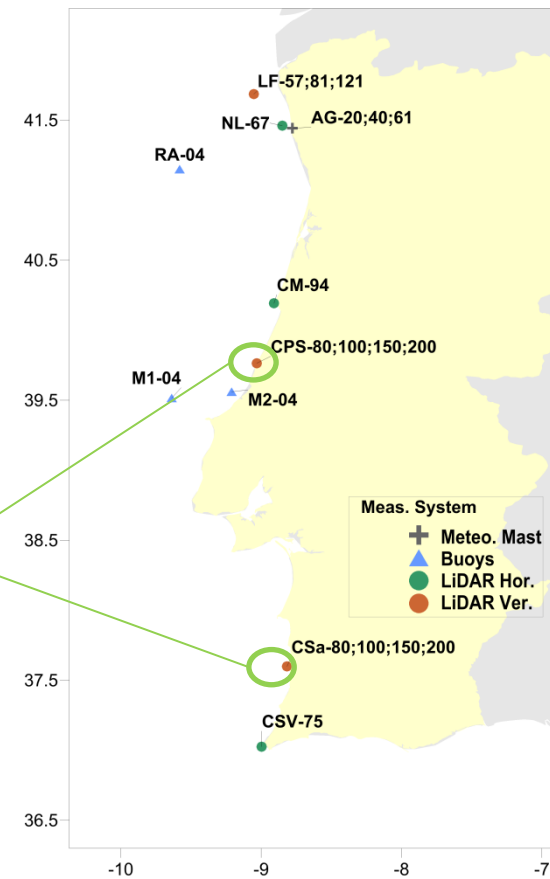 LF-57;81;121
41.5
NL-67
AG-20;40;61
RA-04
40.5
CM-94
CPS-80;100;150;200
M1-04
39.5
M2-04
Meas. System
Meteo. Mast
38.5
Buoys
LiDAR Hor.
LiDAR Ver.
CSa-80;100;150;200
37.5
CSV-75
36.5
-10 -9 -8 -7